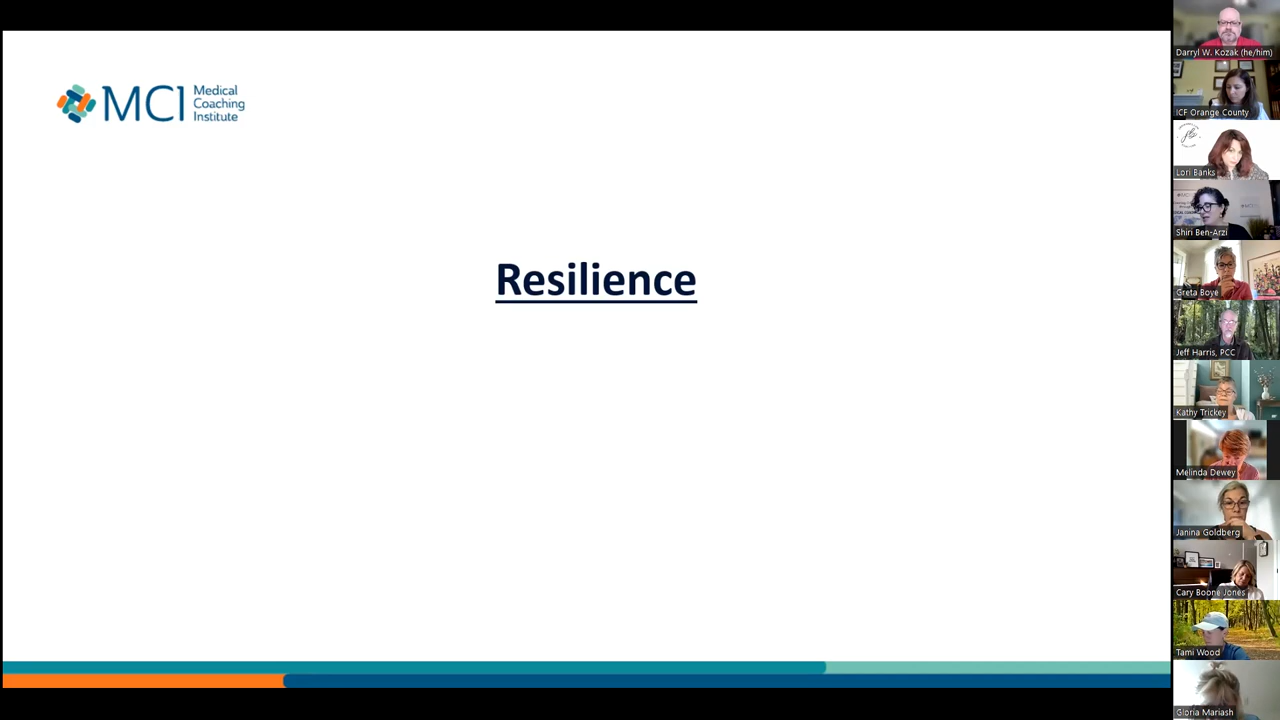 MCI Medical
Coaching
Institute
Resilience
Darryl W. Kozak (he/him)
ICF Orange County
Lori Banks
Shiri Ben-Arzi
Greta Boye
Jeff Harris, PCC
Kathy Trickey
Melinda Dewey
Janina Goldberg
Cary Boone Jones
Tami Wood
Gloria Mariash